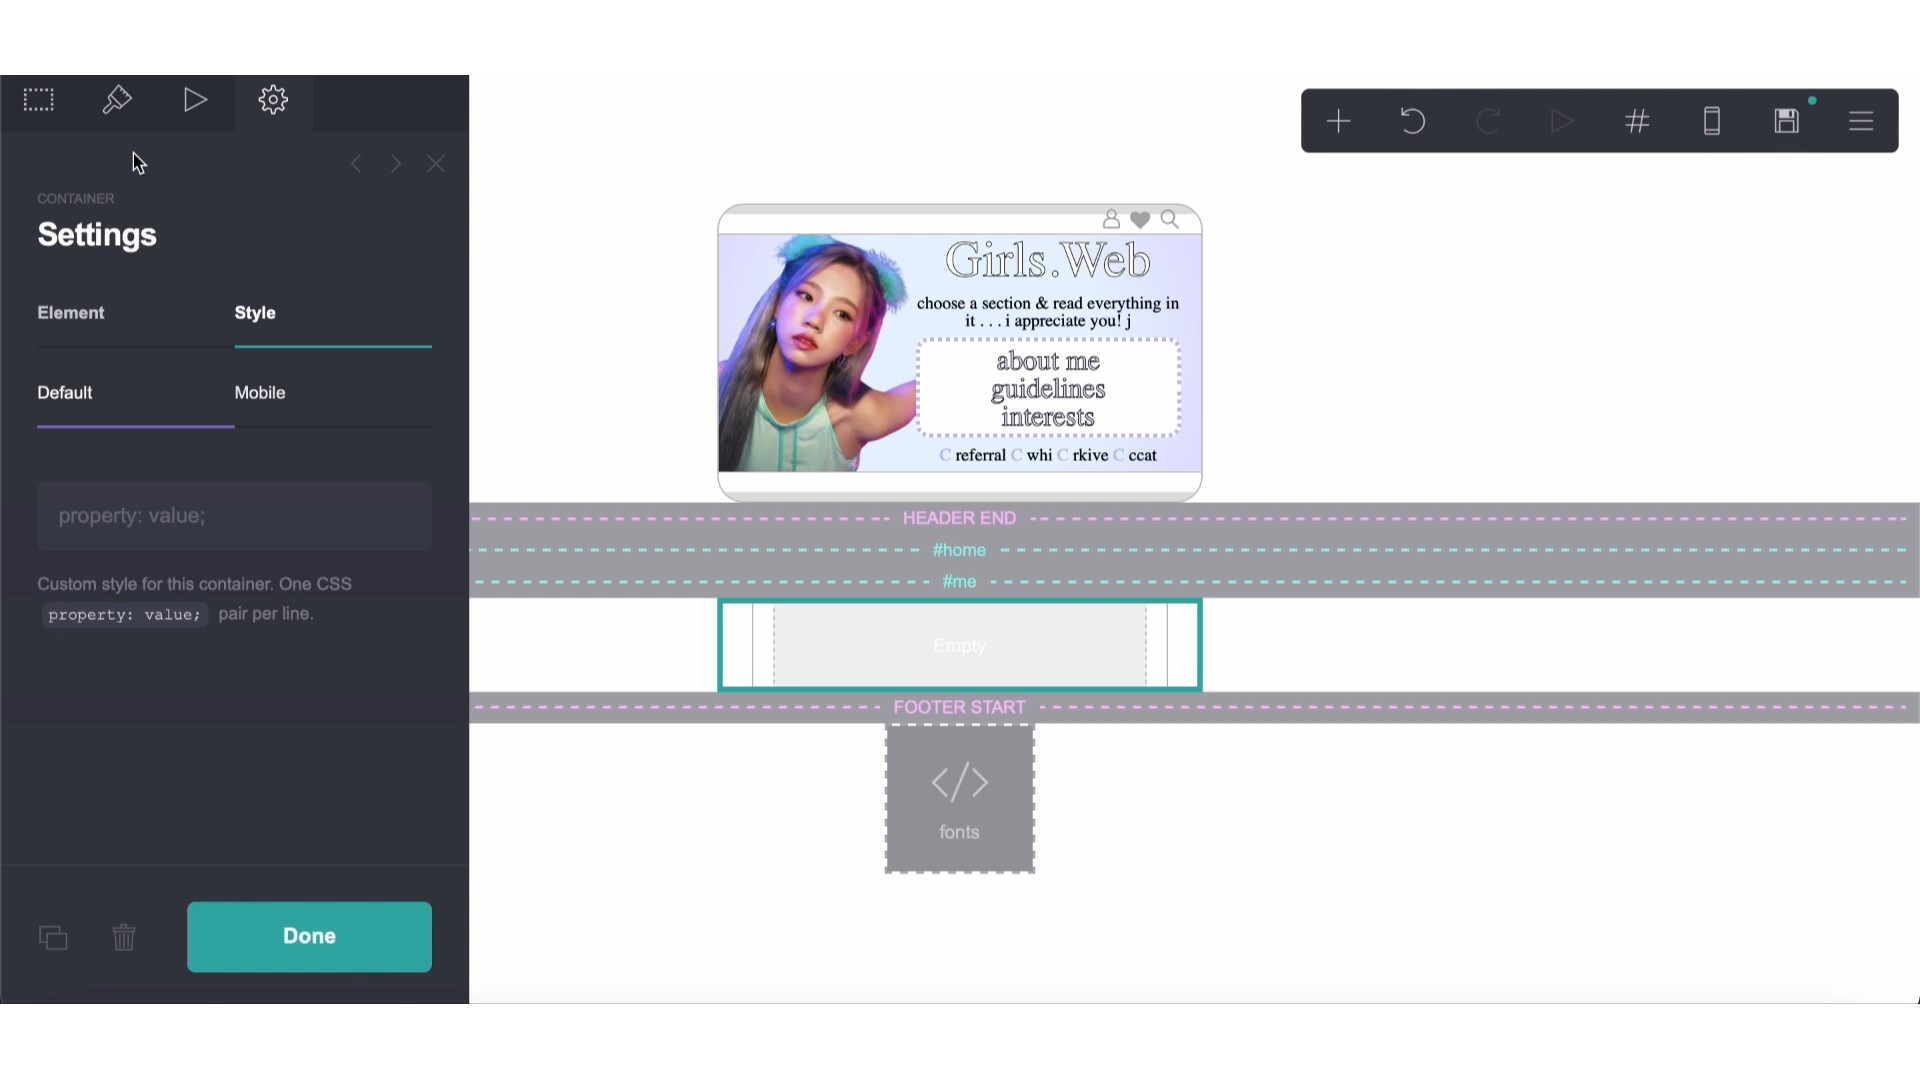 CONTAINER
Settings
Element Style
Default Mobile
property: value;
Custom style for this container. One CSS
property: value; pair per line.
Done
Girls.Web
choose a section & read everything in
it . . . i appreciate you! j
about me
guidelines
interests
C referral C whi C rkive C ccat
HEADER END
#home
#me
Empty
FOOTER START
</>
fonts